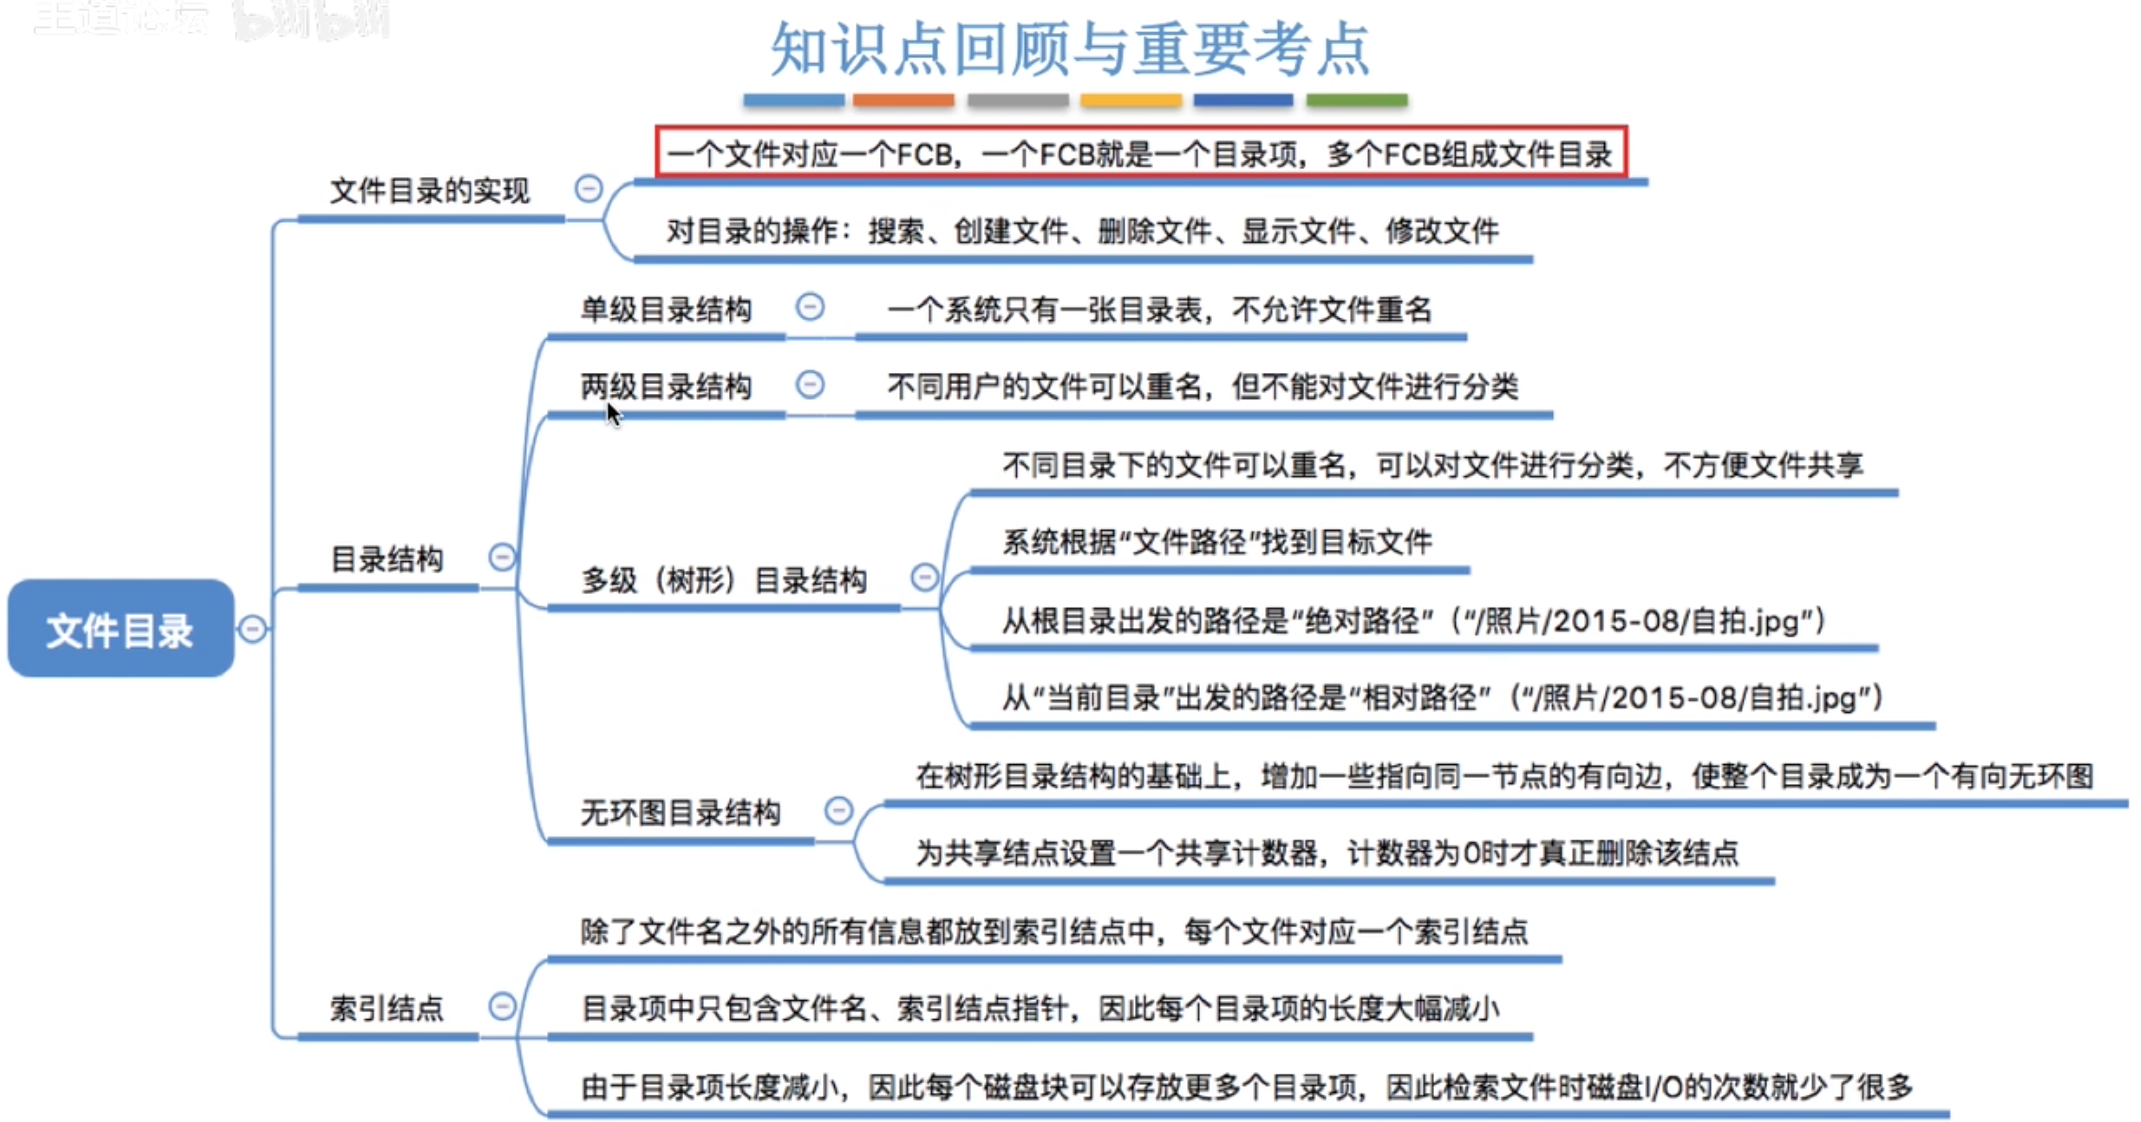 王道论坛 bilibili
知识点回顾与重要考点
一个文件对应一个FCB，一个FCB就是一个目录项，多个FCB组成文件目录
文件目录的实现
对目录的操作：搜索、创建文件、删除文件、显示文件、修改文件
单级目录结构
一个系统只有一张目录表，不允许文件重名
两级目录结构
不同用户的文件可以重名，但不能对文件进行分类
不同目录下的文件可以重名，可以对文件进行分类，不方便文件共享
系统根据“文件路径”找到目标文件
目录结构
多级（树形）目录结构
从根目录出发的路径是“绝对路径”（“/照片/2015-08/自拍.jpg”）
文件目录
从“当前目录”出发的路径是“相对路径”（“/照片/2015-08/自拍.jpg”）
在树形目录结构的基础上，增加一些指向同一节点的有向边，使整个目录成为一个有向无环图
无环图目录结构
为共享结点设置一个共享计数器，计数器为0时才真正删除该结点
除了文件名之外的所有信息都放到索引结点中，每个文件对应一个索引结点
索引结点
目录项中只包含文件名、索引结点指针，因此每个目录项的长度大幅减小
由于目录项长度减小，因此每个磁盘块可以存放更多个目录项，因此检索文件时磁盘I/O的次数就少了很多